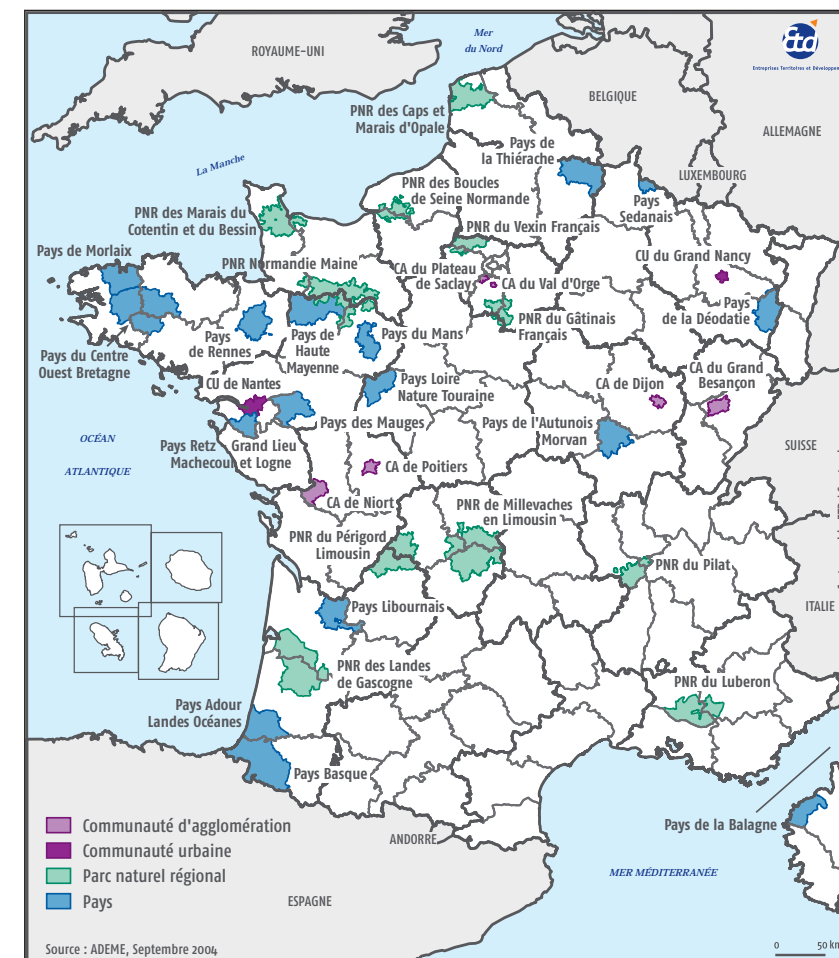 Mer
du Nord
etd
Entreprises Territoires et Développem
ROYAUME-UNI
BELGIQUE
ALLEMAGNE
LUXEMBOURG
PNR des Caps et
Marais d'Opale
La Manche
Pays de
la Thiérache
Pays
Sedanais
PNR des Boucles
de Seine Normande
PNR des Marais du
Cotentin et du Bessin
PNR du Vexin Français
Pays de Morlaix
PNR Normandie Maine
CA du Plateau
de Saclay
CA du Val d'Orge
CU du Grand Nancy
Pays
de la Déodatie
PNR du Gâtinais
Français
Pays
de Rennes
Pays de
Haute
Mayenne
Pays du Mans
Pays du Centre
Ouest Bretagne
CU de Nantes
Pays Loire
Nature Touraine
CA de Dijon
CA du Grand
Besançon
Pays des Mauges
Pays de l'Autunois
Morvan
OCÉAN
ATLANTIQUE
Pays Retz
Machecoul
Grand Lieu
et Logne
SUISSE
CA de Poitiers
CA de Niort
PNR de Millevaches
en Limousin
PNR du Périgord
Limousin
PNR du Pilat
ITALIE
Pays Libournais
PNR des Landes
de Gascogne
PNR du Luberon
Pays Adour
Landes Océanes
Pays Basque
Pays de la Balagne
ANDORRE
MER MÉDITERRANÉE
ESPAGNE
Communauté d'agglomération
Communauté urbaine
Parc naturel régional
Pays
Source : ADEME, Septembre 2004
0 50 km